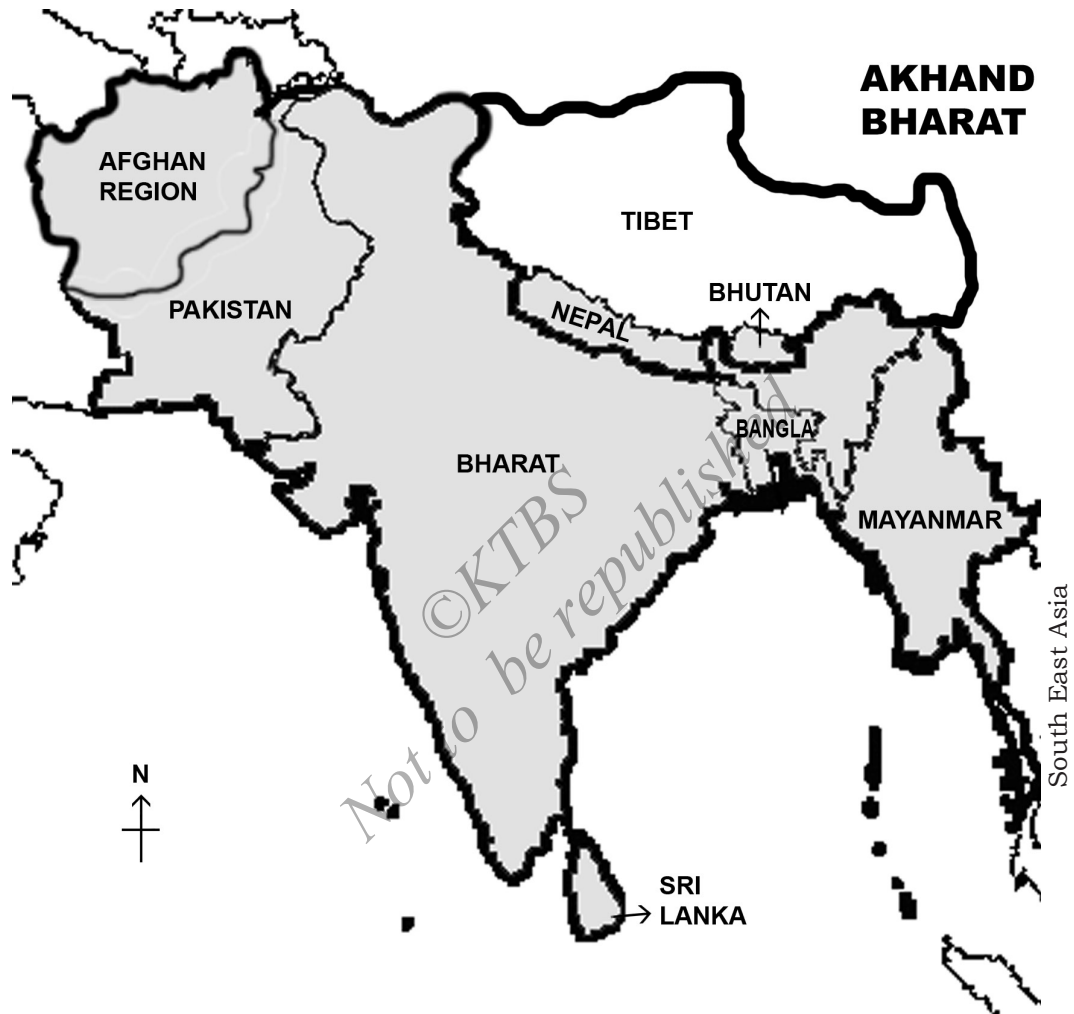 AKHAND
BHARAT
AFGHAN
REGION
TIBET
BHUTAN
PAKISTAN
NEPAL
BANGLA
BHARAT
MAYANMAR
©KTBS
Not to be republished
South East Asia
N
SRI
LANKA